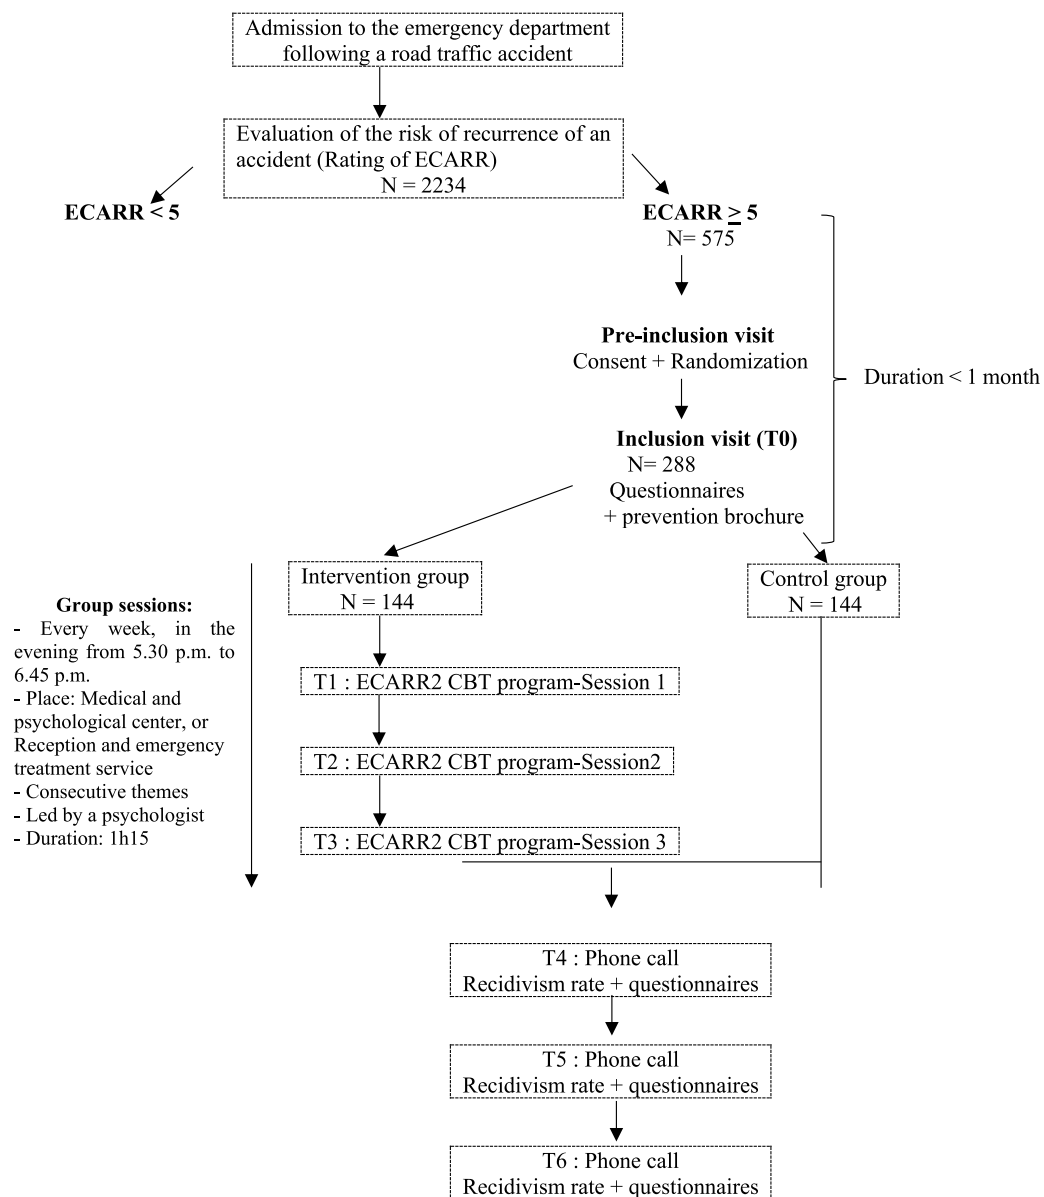 Admission to the emergency department
following a road traffic accident
Evaluation of the risk of recurrence of an
accident (Rating of ECARR)
N = 2234
ECARR < 5
ECARR ≥ 5
N= 575
Pre-inclusion visit
Consent + Randomization
Duration < 1 month
Inclusion visit (T0)
N= 288
Questionnaires
+ prevention brochure
Intervention group
N = 144
Control group
N = 144
Group sessions:
- Every week, in the
evening from 5.30 p.m. to
6.45 p.m.
- Place: Medical and
psychological center, or
Reception and emergency
treatment service
- Consecutive themes
- Led by a psychologist
- Duration: 1h15
T1 : ECARR2 CBT program-Session 1
T2 : ECARR2 CBT program-Session2
T3 : ECARR2 CBT program-Session 3
T4 : Phone call
Recidivism rate + questionnaires
T5 : Phone call
Recidivism rate + questionnaires
T6 : Phone call
Recidivism rate + questionnaires